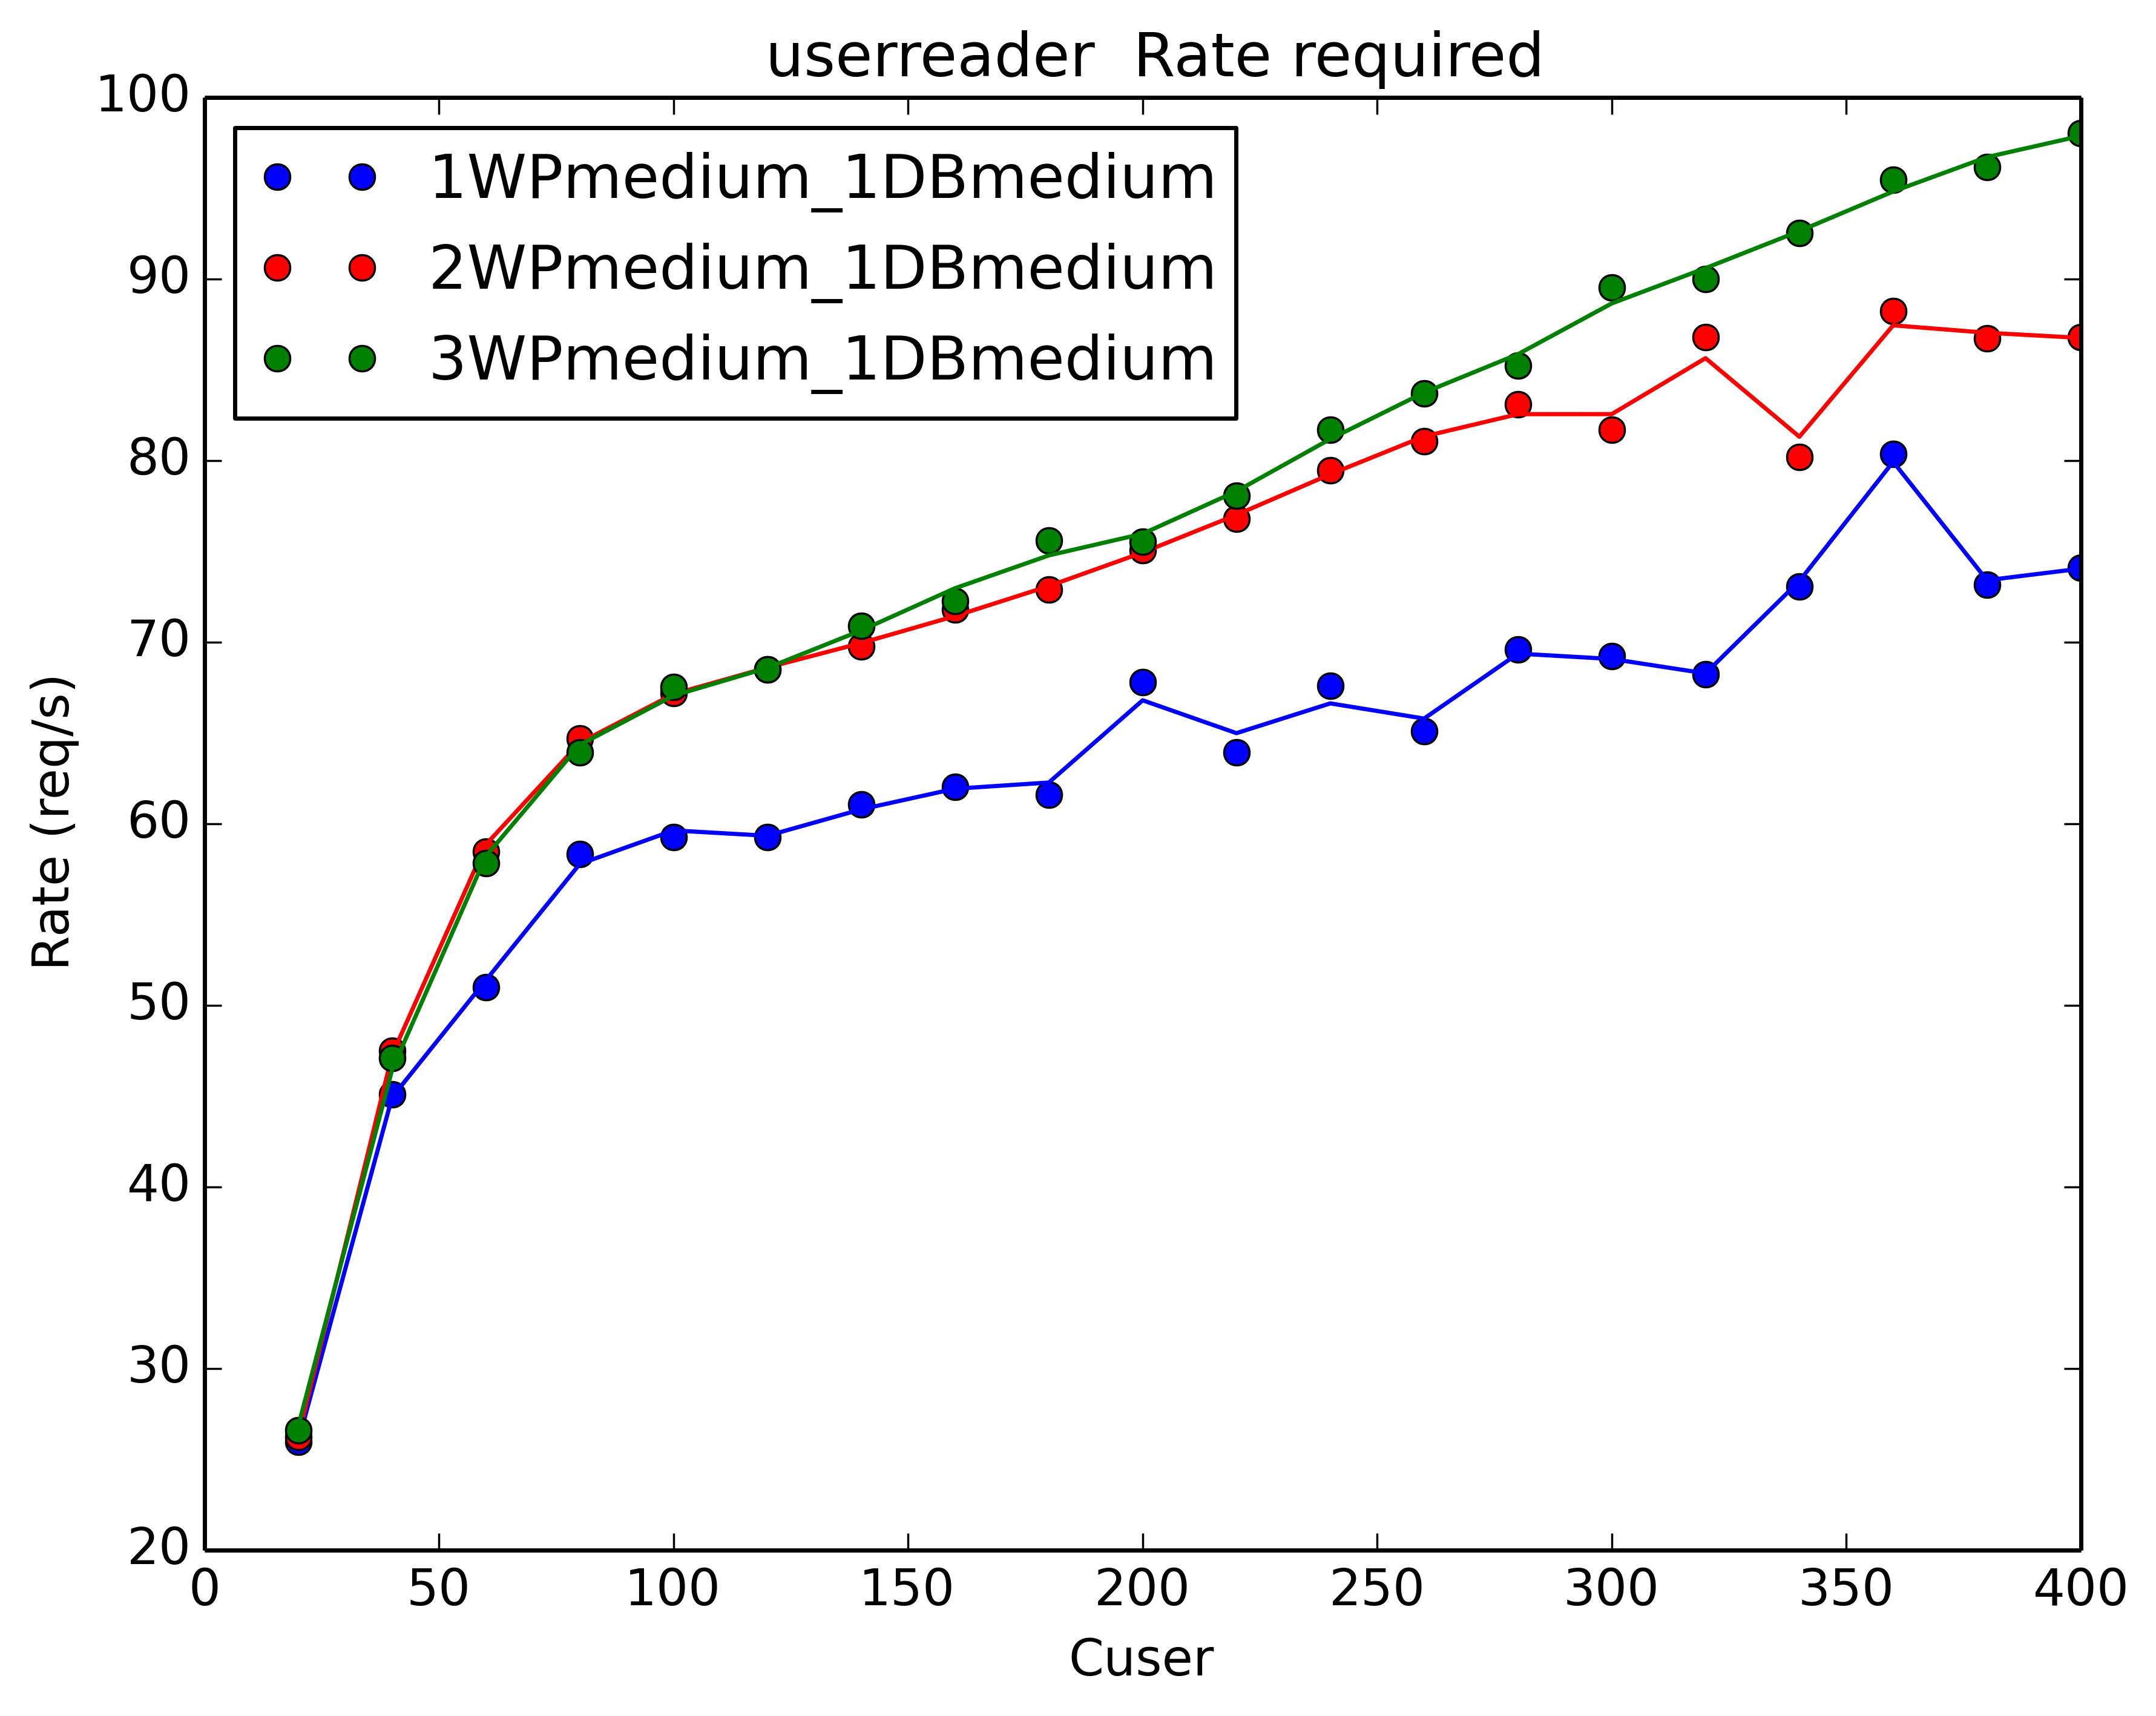 userreader  Rate required
100
90
80
70
60
50
40
30
20
Rate (req/s)
1WPmedium_1DBmedium
2WPmedium_1DBmedium
3WPmedium_1DBmedium
0 50 100 150 200 250 300 350 400
Cuser